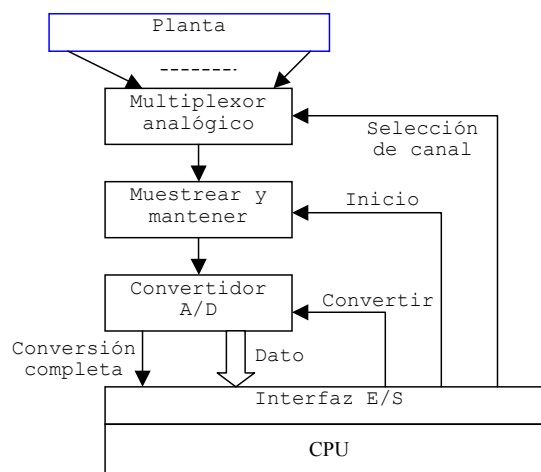 Planta
Multiplexor
analógico
Selección
de canal
Muestrear y
mantener
Inicio
Convertidor
A/D
Convertir
Conversión
completa
Dato
Interfaz E/S
CPU